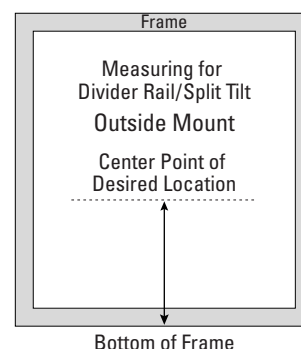 Frame
Measuring for
Divider Rail/Split Tilt
Outside Mount
Center Point of
Desired Location
Bottom of Frame